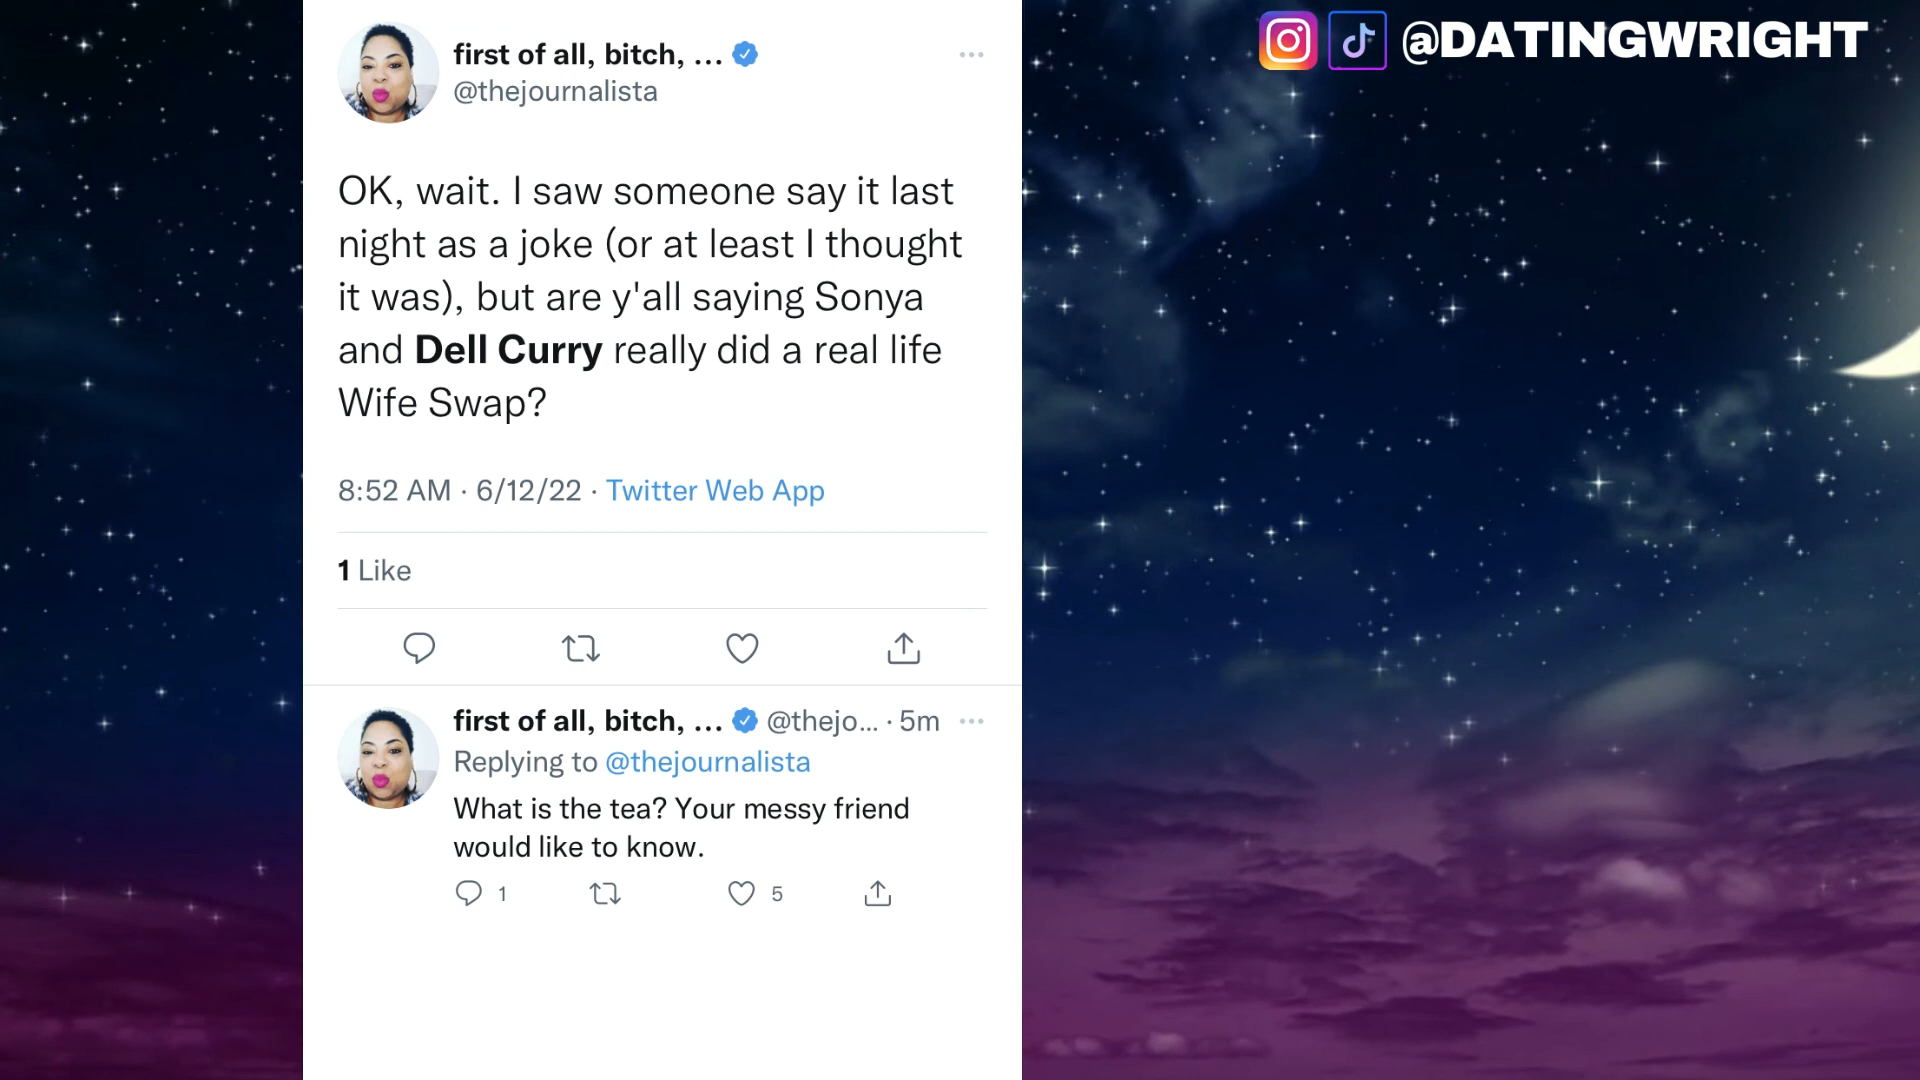 @DATINGWRIGHT
first of all, bitch, ...
@thejournalista
OK, wait. I saw someone say it last
night as a joke (or at least I thought
it was), but are y'all saying Sonya
and Dell Curry really did a real life
Wife Swap?
8:52 AM · 6/12/22 · Twitter Web App
1 Like
first of all, bitch, ... @thejo... · 5m
Replying to @thejournalista
What is the tea? Your messy friend
would like to know.
1 5